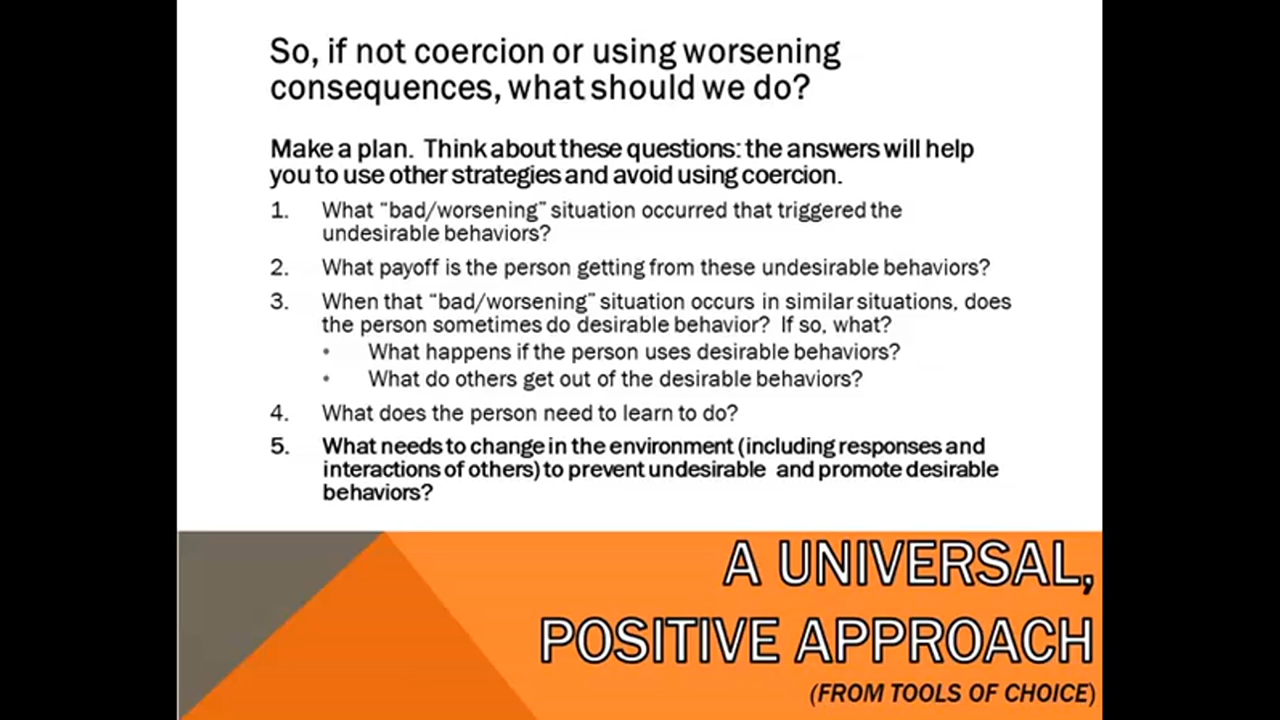 So, if not coercion or using worsening
consequences, what should we do?
Make a plan. Think about these questions: the answers will help
you to use other strategies and avoid using coercion.
1. What “bad/worsening” situation occurred that triggered the
undesirable behaviors?
2. What payoff is the person getting from these undesirable behaviors?
3. When that “bad/worsening” situation occurs in similar situations, does
the person sometimes do desirable behavior? If so, what?
• What happens if the person uses desirable behaviors?
• What do others get out of the desirable behaviors?
4. What does the person need to learn to do?
5. What needs to change in the environment (including responses and
interactions of others) to prevent undesirable and promote desirable
behaviors?
A UNIVERSAL,
POSITIVE APPROACH
(FROM TOOLS OF CHOICE)